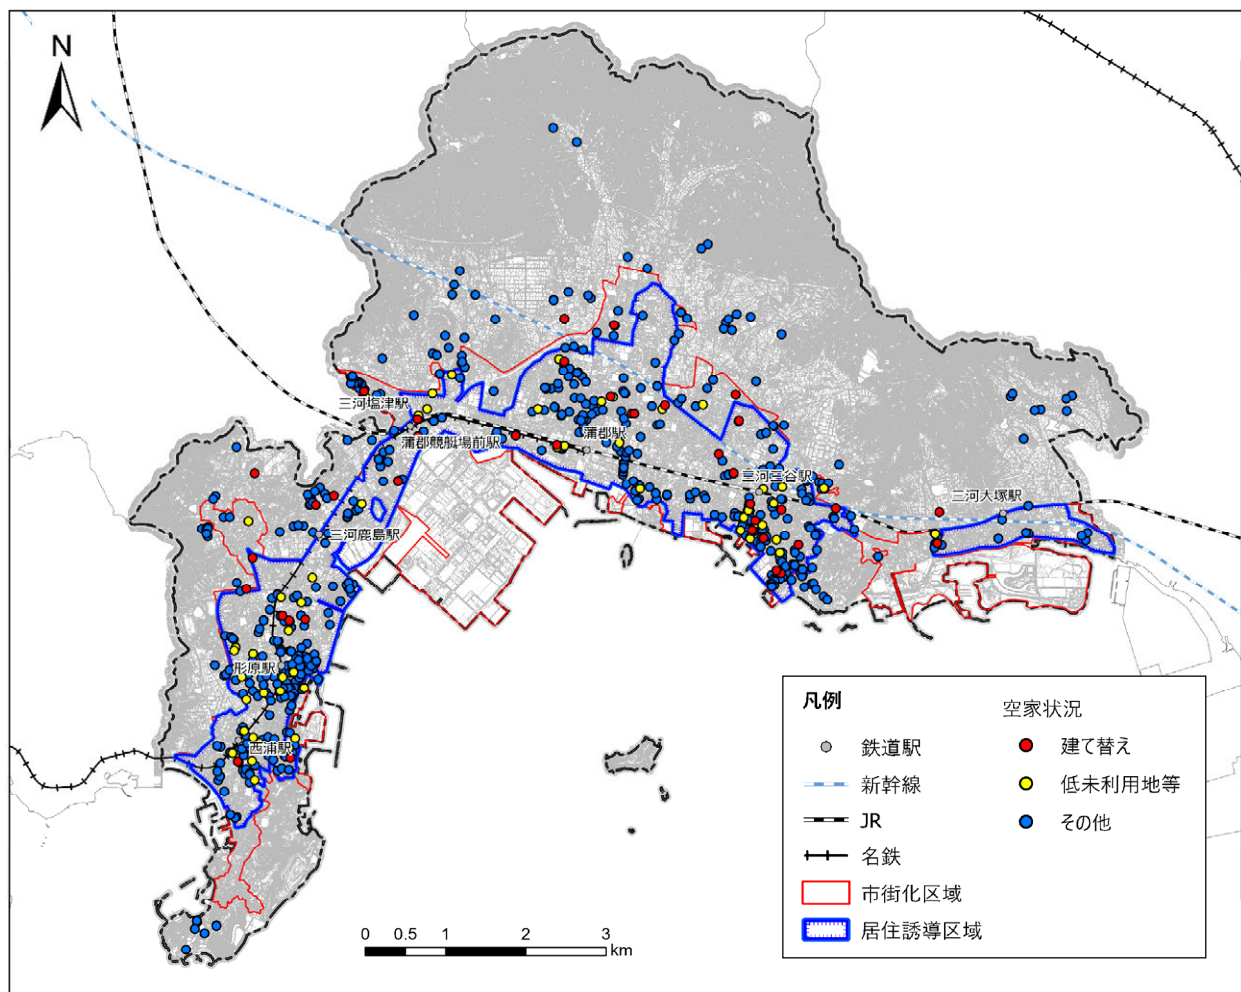 N
三河塩津駅
蒲郡競艇場前駅
蒲郡駅
三河三谷駅
三河大塚駅
三河鹿島駅
形原駅
西浦駅
凡例
鉄道駅
新幹線
JR
名鉄
市街化区域
居住誘導区域
空家状況
建て替え
低未利用地等
その他
0 0.5 1 2 3
km